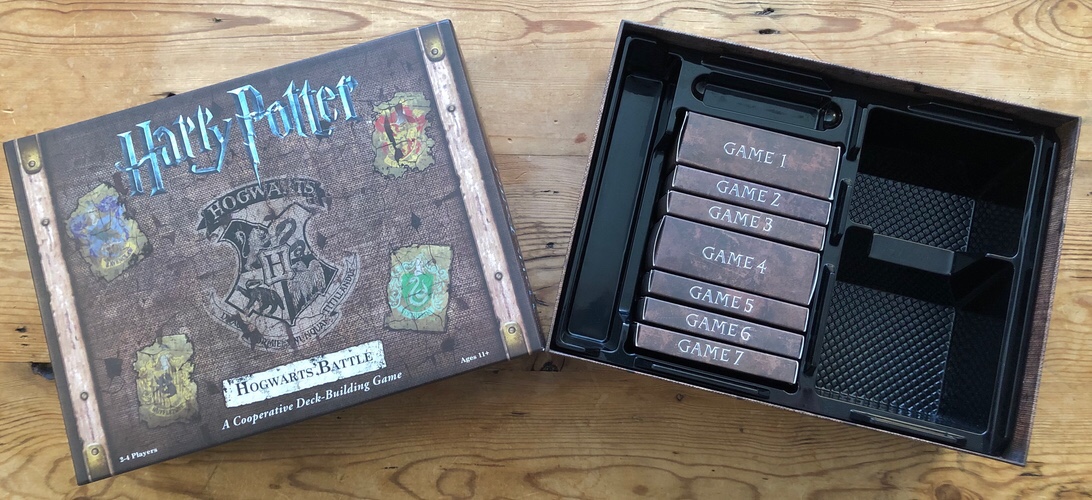 Harry Potter
HOGWARTS
H
HOGWARTS BATTLE
A Cooperative Deck-Building Game
2-4 Players
Ages 11+
GAME 1
GAME 2
GAME 3
GAME 4
GAME 5
GAME 6
GAME 7